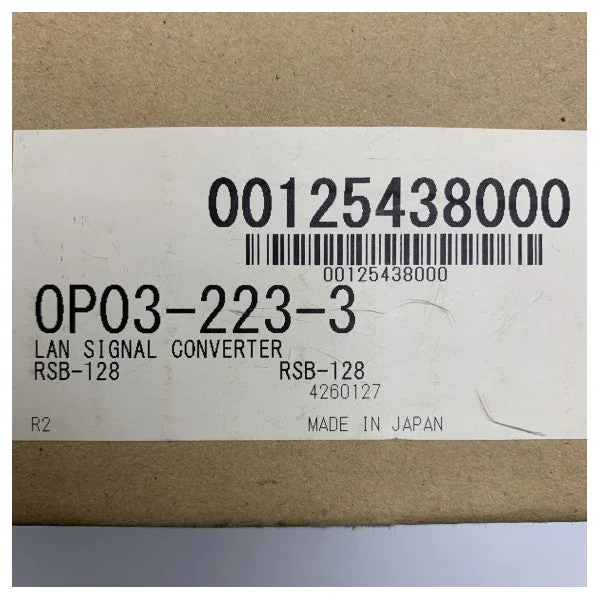 00125438000
00125438000
OP03-223-3
LAN SIGNAL CONVERTER
RSB-128 RSB-128
4260127
R2 MADE IN JAPAN